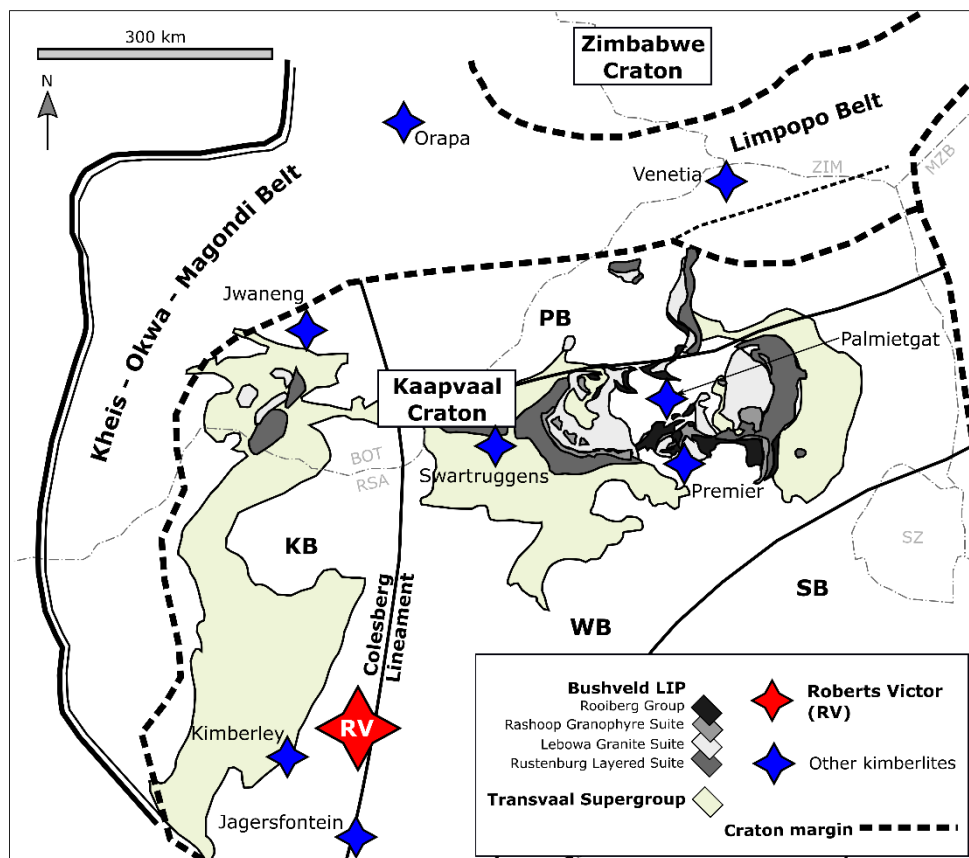 300 km
N
Zimbabwe
Craton
Orapa
Limpopo Belt
Venetia
ZIM
MZB
Kheis - Okwa - Magondi Belt
Jwaneng
PB
Palmietgat
Kaapvaal
Craton
BOT
RSA
Swartruggens
Premier
KB
SZ
SB
Colesberg
Lineament
WB
RV
Kimberley
Jagersfontein
Bushveld LIP
Rooiberg Group
Rashoop Granophyre Suite
Lebowa Granite Suite
Rustenburg Layered Suite
Transvaal Supergroup
Roberts Victor
(RV)
Other kimberlites
Craton margin